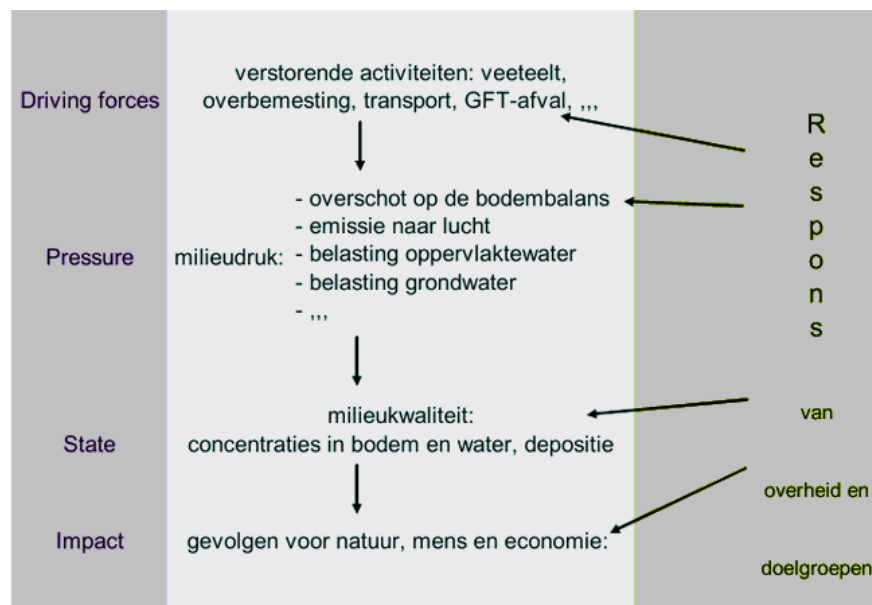 Driving forces
verstorende activiteiten: veeteelt,
overbemesting, transport, GFT-afval, ,,,
Pressure
milieudruk:
- overschot op de bodembalans
- emissie naar lucht
- belasting oppervlaktewater
- belasting grondwater
- ,,,
State
milieukwaliteit:
concentraties in bodem en water, depositie
Impact
gevolgen voor natuur, mens en economie:
R
e
s
p
o
n
s
van
overheid en
doelgroepen